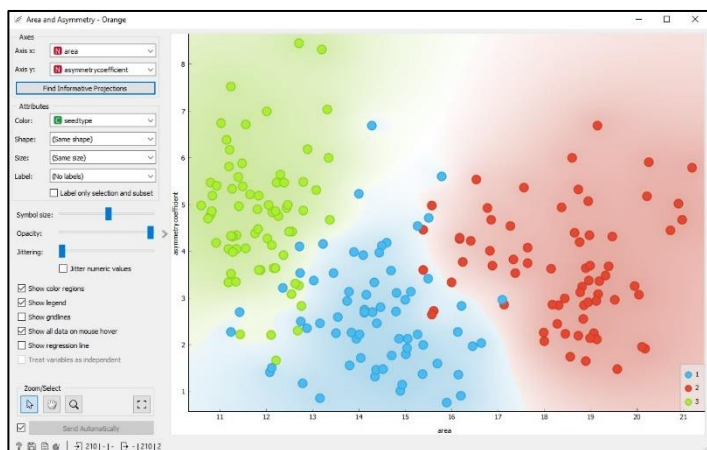 Area and Asymmetry - Orange
Axes
Axis x: N area
Axis y: N asymmetrycoefficient
Find Informative Projections
Attributes
Color: C seedtype
Shape: (Same shape)
Size: (Same size)
Label: (No labels)
Label only selection and subset
Symbol size:
Opacity:
Jittering:
Jitter numeric values
Show color regions
Show legend
Show gridlines
Show all data on mouse hover
Show regression line
Treat variables as independent
Zoom/Select
Send Automatically
? 210 | - | - - | 210 | 2
asymmetrycoefficient
8
7
6
5
4
3
2
1
11 12 13 14 15 16 17 18 19 20 21
area
1
2
3